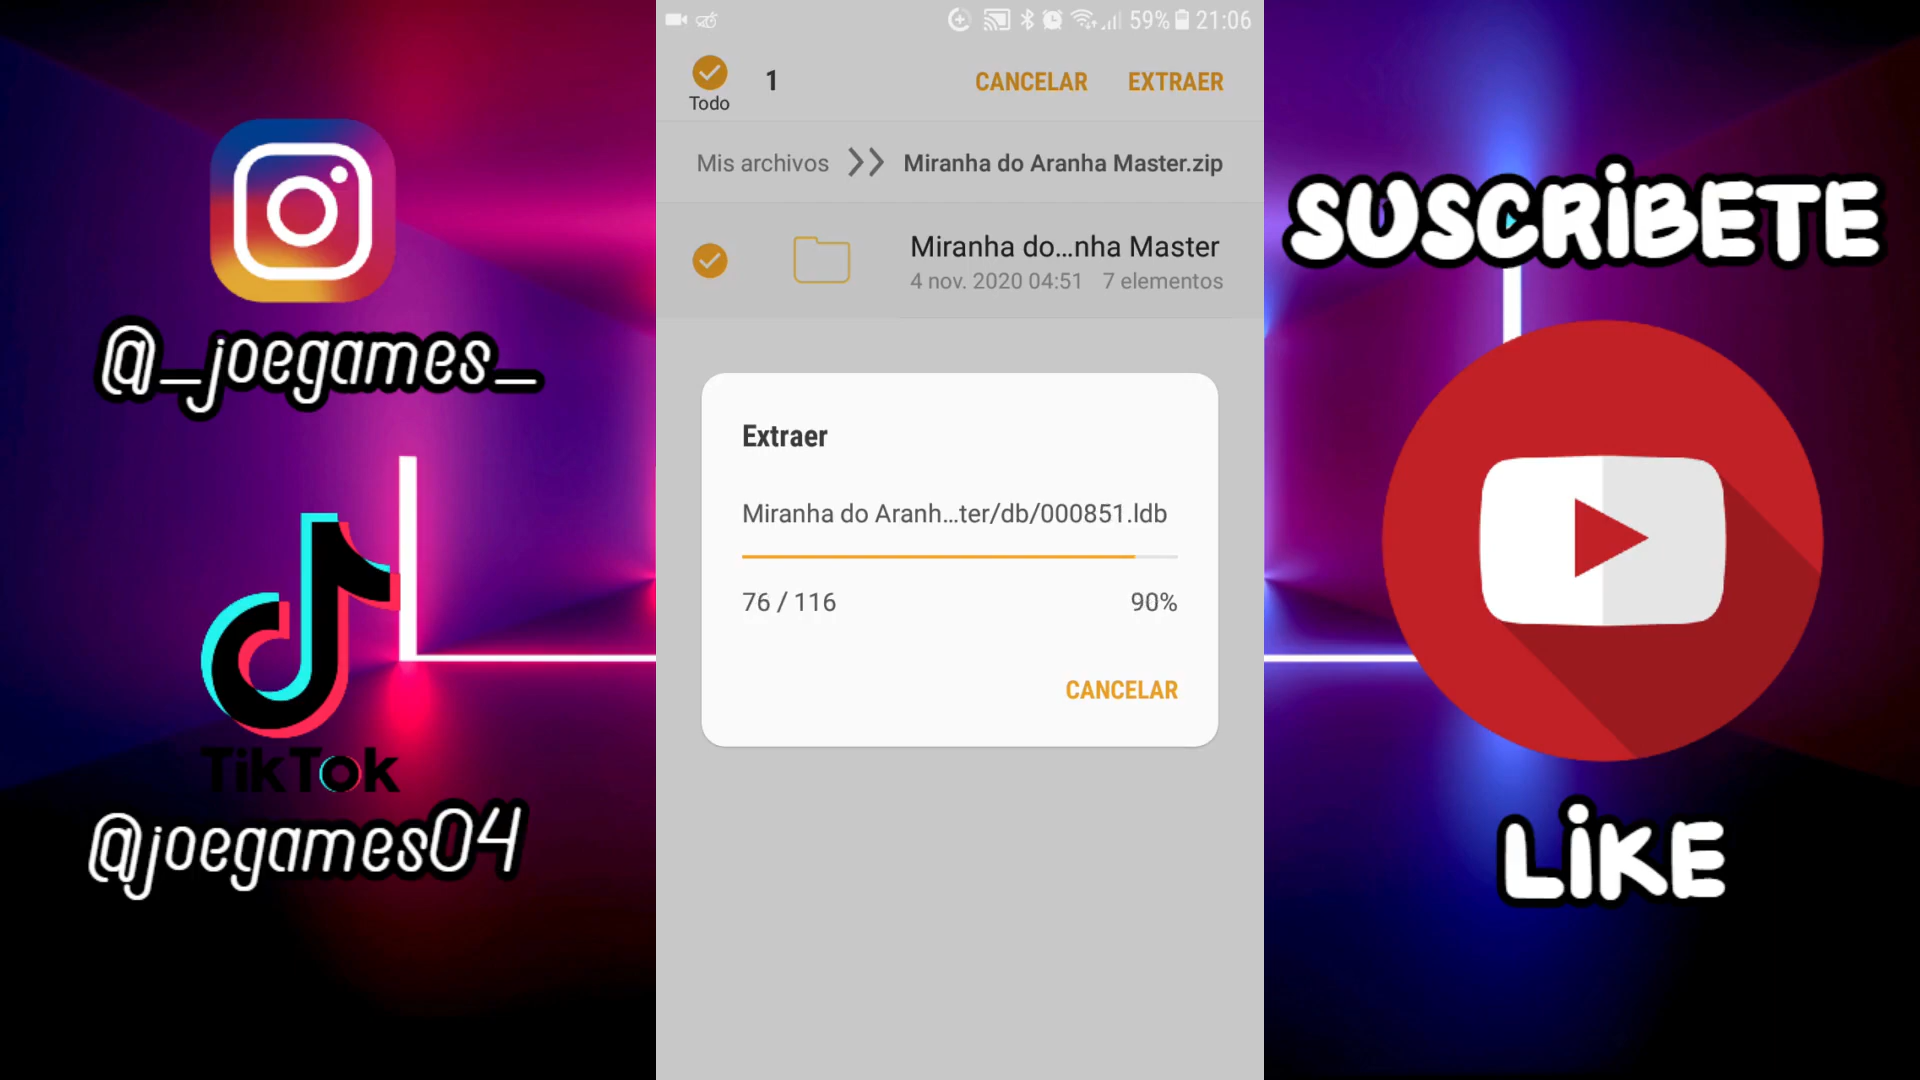 59% 21:06
Todo
1
CANCELAR
EXTRAER
Mis archivos
Miranha do Aranha Master.zip
Miranha do...nha Master
4 nov. 2020 04:51 7 elementos
Extraer
Miranha do Aranh...ter/db/000851.ldb
76 / 116
90%
CANCELAR
@_joegames_
TikTok
@joegames04
SUSCRIBETE
LIKE